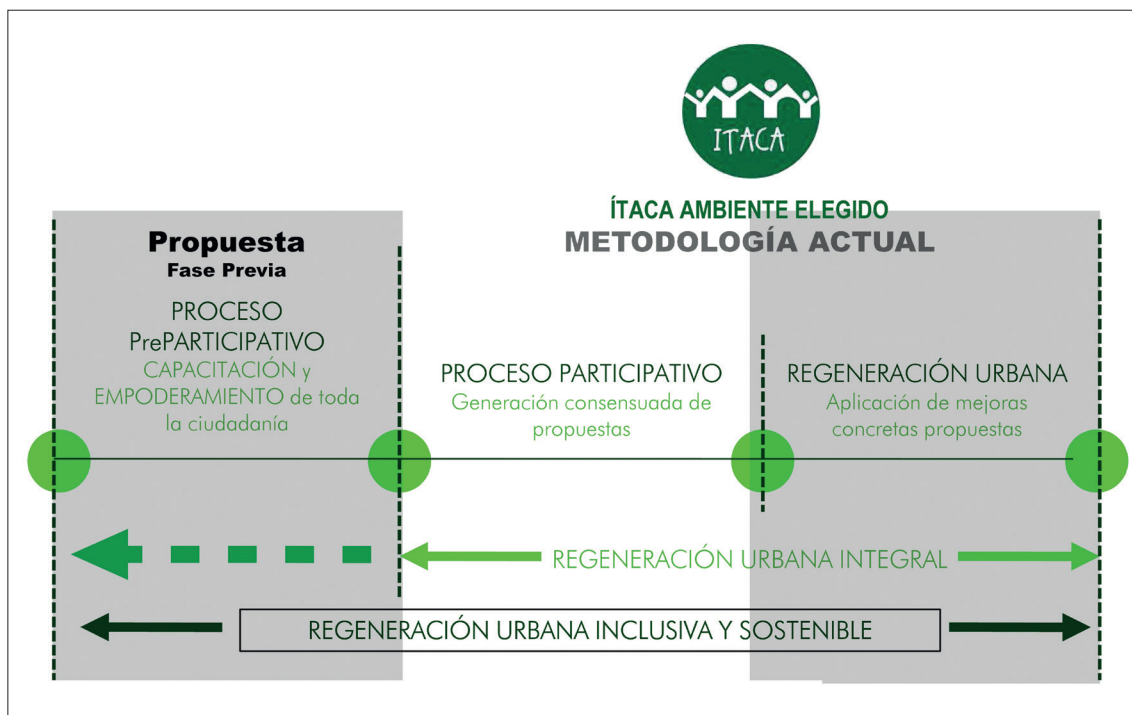 ITACA
ÍTACA AMBIENTE ELEGIDO
METODOLOGÍA ACTUAL
Propuesta
Fase Previa
PROCESO
PrePARTICIPATIVO
CAPACITACIÓN y
EMPODERAMIENTO de toda
la ciudadanía
PROCESO PARTICIPATIVO
Generación consensuada de
propuestas
REGENERACIÓN URBANA
Aplicación de mejoras
concretas propuestas
REGENERACIÓN URBANA INTEGRAL
REGENERACIÓN URBANA INCLUSIVA Y SOSTENIBLE